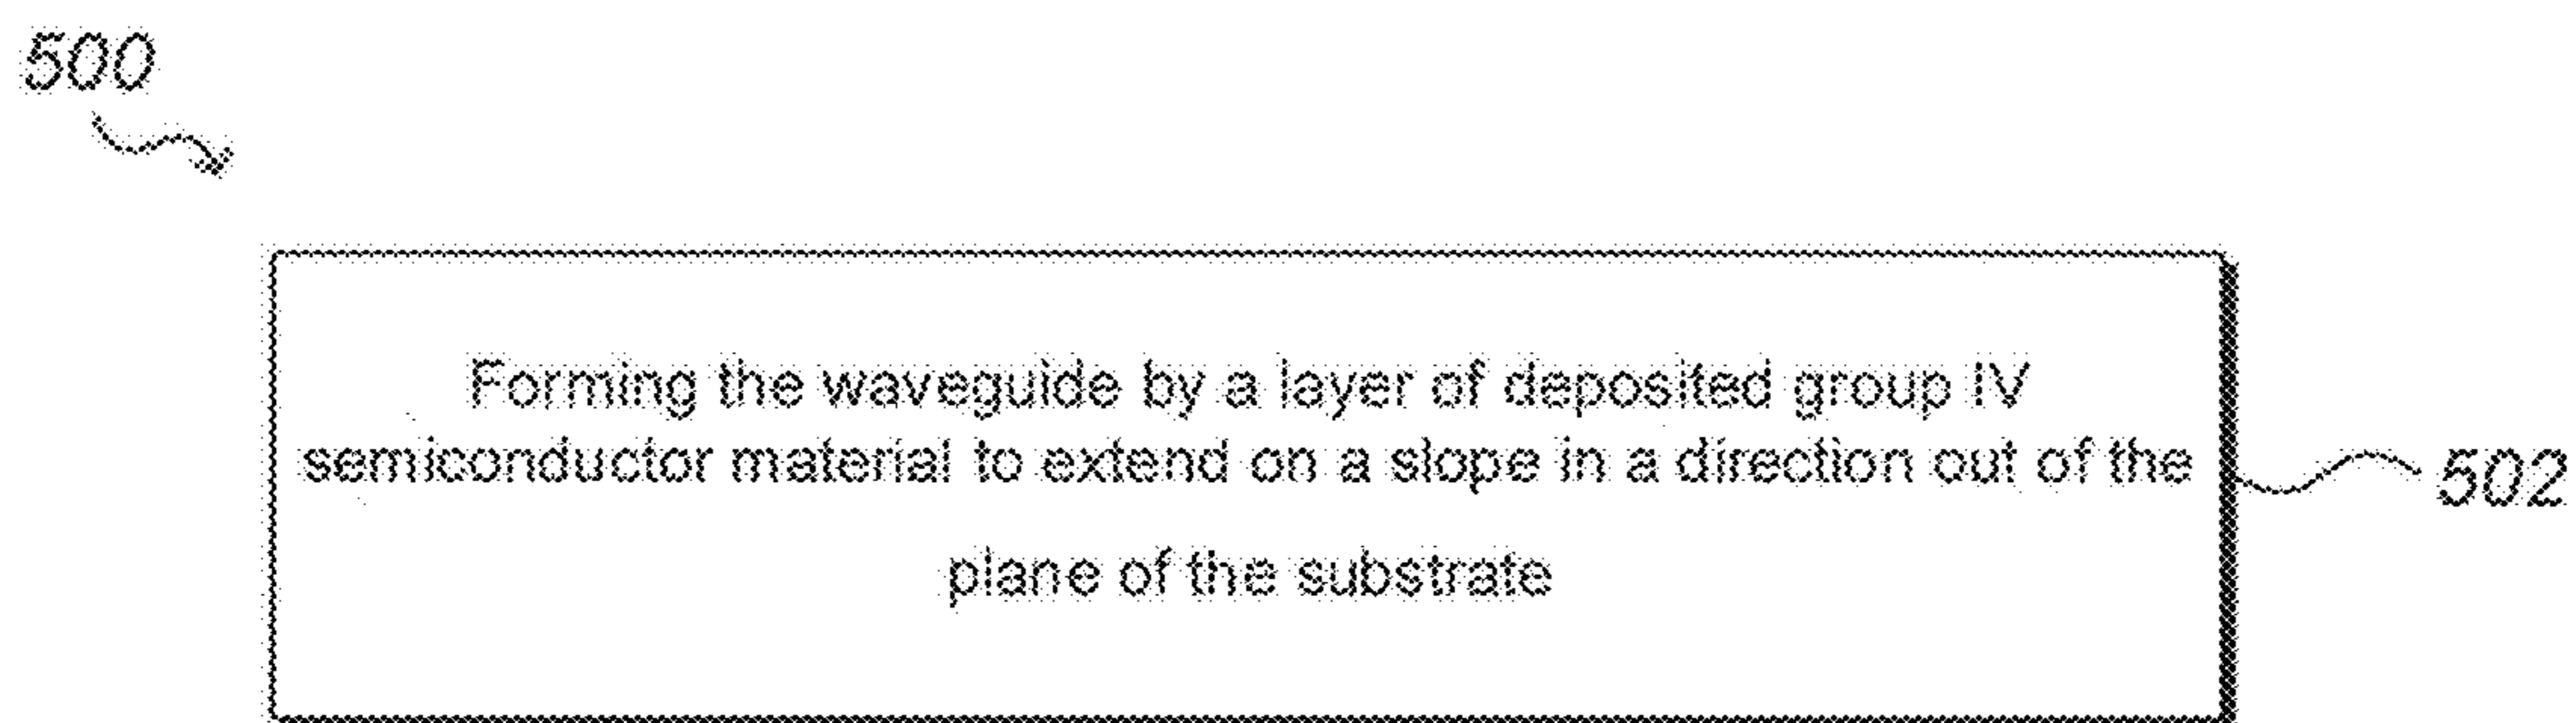 500
Forming the waveguide by a layer of deposited group IV
semiconductor material to extend on a slope in a direction out of the
502
plane of the substrate